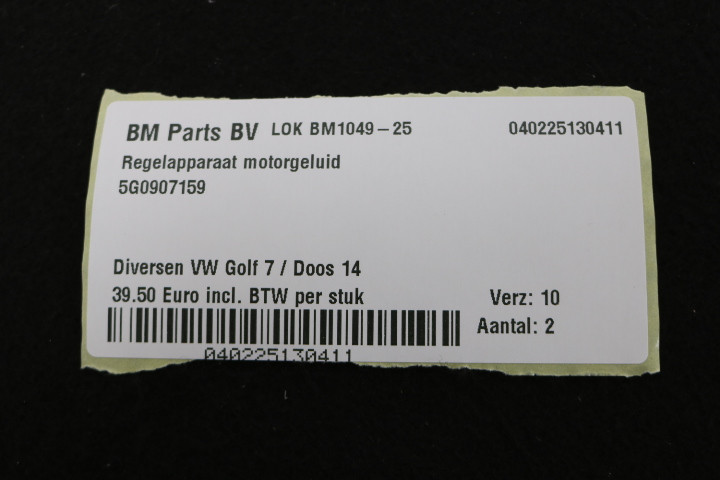 BM Parts BV LOK BM1049-25 040225130411
Regelapparaat motorgeluid
5G0907159
Diversen VW Golf 7 / Doos 14
39.50 Euro incl. BTW per stuk Verz: 10
Aantal: 2
040225130411